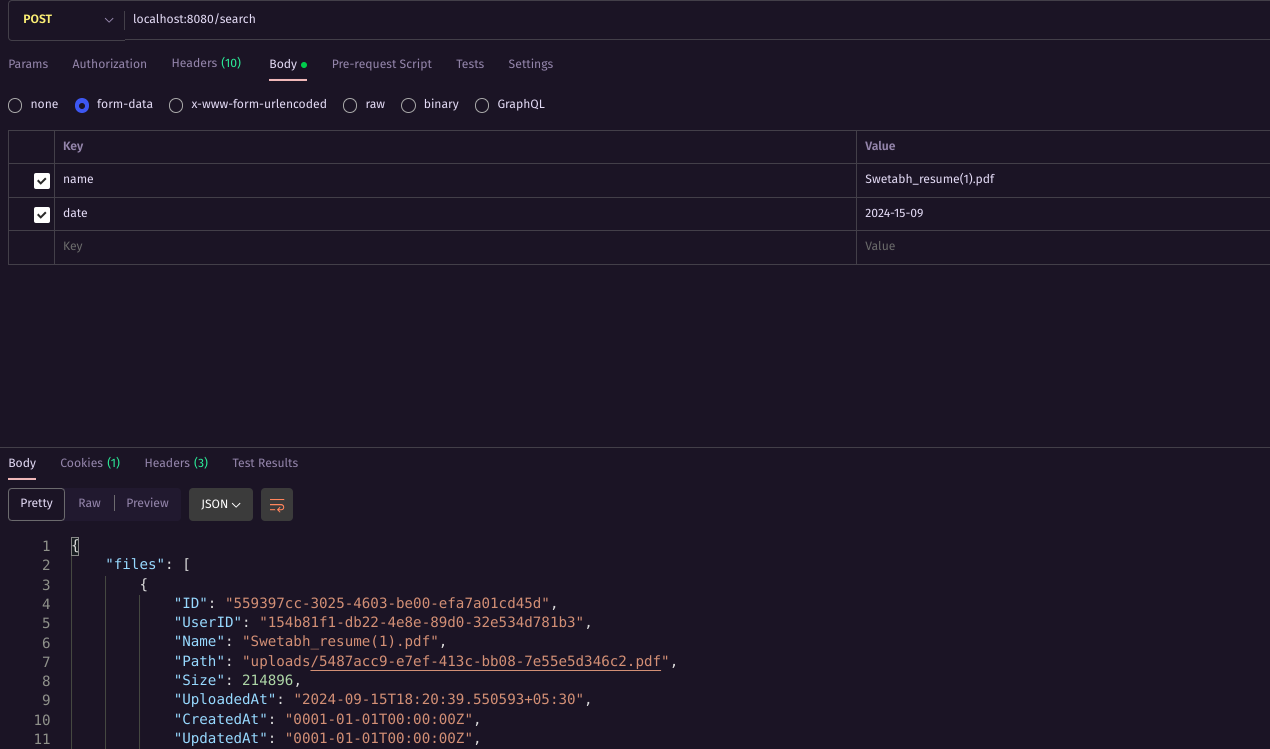 POST localhost:8080/search
Params Authorization Headers (10) Body Pre-request Script Tests Settings
none form-data x-www-form-urlencoded raw binary GraphQL
Key Value
name Swetabh_resume(1).pdf
date 2024-15-09
Key Value
Body Cookies (1) Headers (3) Test Results
Pretty Raw Preview JSON
1 {
2 "files": [
3 {
4 "ID": "559397cc-3025-4603-be00-efa7a01cd45d",
5 "UserID": "154b81f1-db22-4e8e-89d0-32e534d781b3",
6 "Name": "Swetabh_resume(1).pdf",
7 "Path": "uploads/5487acc9-e7ef-413c-bb08-7e55e5d346c2.pdf",
8 "Size": 214896,
9 "UploadedAt": "2024-09-15T18:20:39.550593+05:30",
10 "CreatedAt": "0001-01-01T00:00:00Z",
11 "UpdatedAt": "0001-01-01T00:00:00Z",